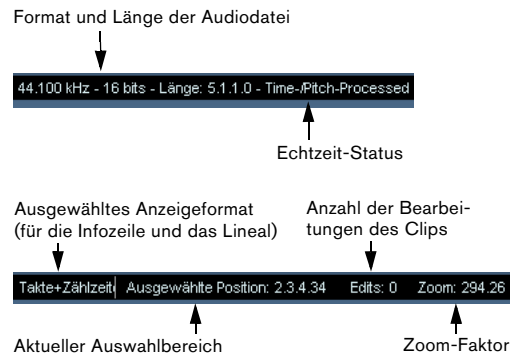 Format und Länge der Audiodatei
44.100 kHz - 16 bits - Länge: 5.1.1.0 - Time-/Pitch-Processed
Echtzeit-Status
Ausgewähltes Anzeigeformat
(für die Infozeile und das Lineal)
Anzahl der Bearbei-
tungen des Clips
Takte+Zählzeite Ausgewählte Position: 2.3.4.34 Edits: 0 Zoom: 294.26
Aktueller Auswahlbereich
Zoom-Faktor